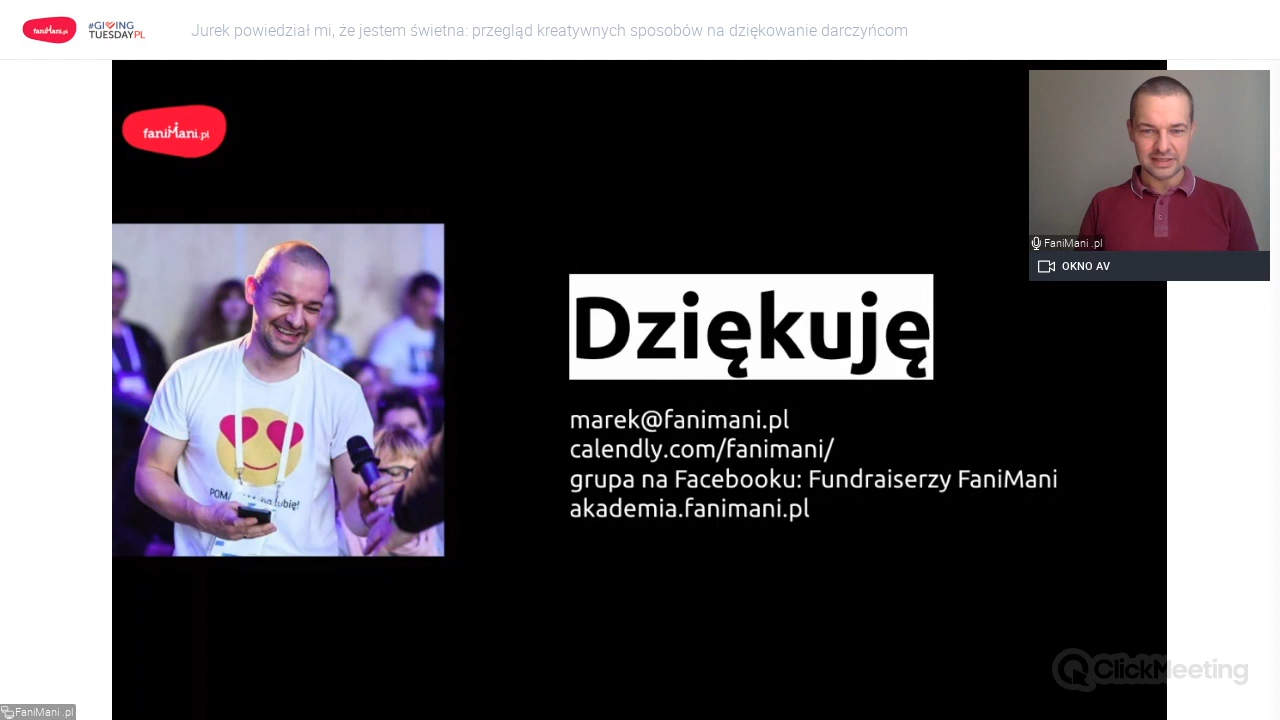 faniMani.pl
#GIVING
TUESDAYPL
Jurek powiedział mi, że jestem świetna: przegląd kreatywnych sposobów na dziękowanie darczyńcom
faniMani.pl
FaniMani .pl
OKNO AV
Dziękuję
marek@fanimani.pl
calendly.com/fanimani/
grupa na Facebooku: Fundraiserzy FaniMani
akademia.fanimani.pl
ClickMeeting
FaniMani .pl